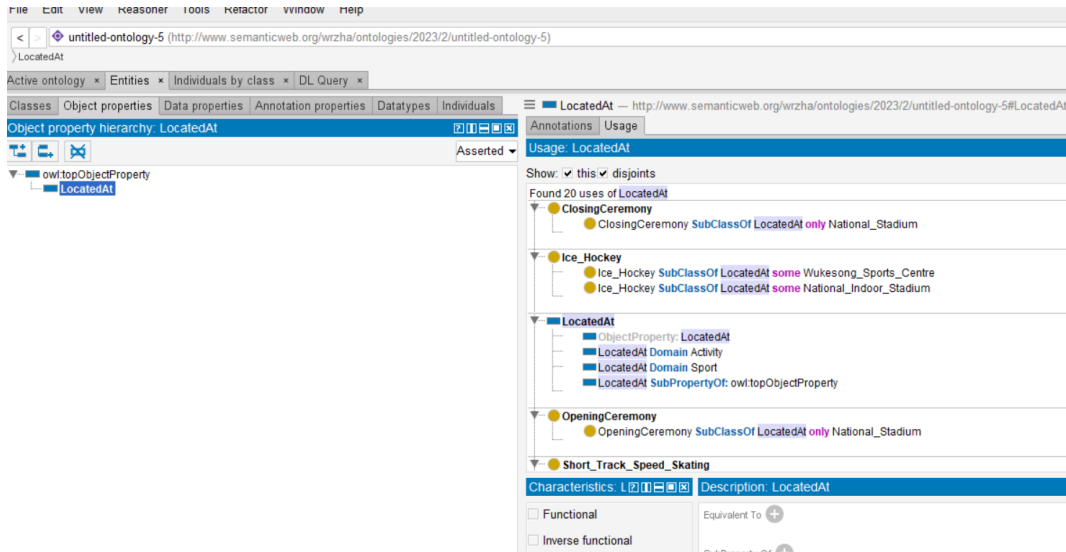 File Edit View Reasoner Tools Refactor Window Help
< > untitled-ontology-5 (http://www.semanticweb.org/wrzha/ontologies/2023/2/untitled-ontology-5)
LocatedAt
Active ontology × Entities × Individuals by class × DL Query ×
Classes Object properties Data properties Annotation properties Datatypes Individuals
Object property hierarchy: LocatedAt
Asserted
owl:topObjectProperty
LocatedAt
LocatedAt — http://www.semanticweb.org/wrzha/ontologies/2023/2/untitled-ontology-5#LocatedAt
Annotations Usage
Usage: LocatedAt
Show: this disjoints
Found 20 uses of LocatedAt
ClosingCeremony
ClosingCeremony SubClassOf LocatedAt only National_Stadium
Ice_Hockey
Ice_Hockey SubClassOf LocatedAt some Wukesong_Sports_Centre
Ice_Hockey SubClassOf LocatedAt some National_Indoor_Stadium
LocatedAt
ObjectProperty: LocatedAt
LocatedAt Domain Activity
LocatedAt Domain Sport
LocatedAt SubPropertyOf: owl:topObjectProperty
OpeningCeremony
OpeningCeremony SubClassOf LocatedAt only National_Stadium
Short_Track_Speed_Skating
Characteristics: L
Functional
Inverse functional
Description: LocatedAt
Equivalent To
SubProperty Of